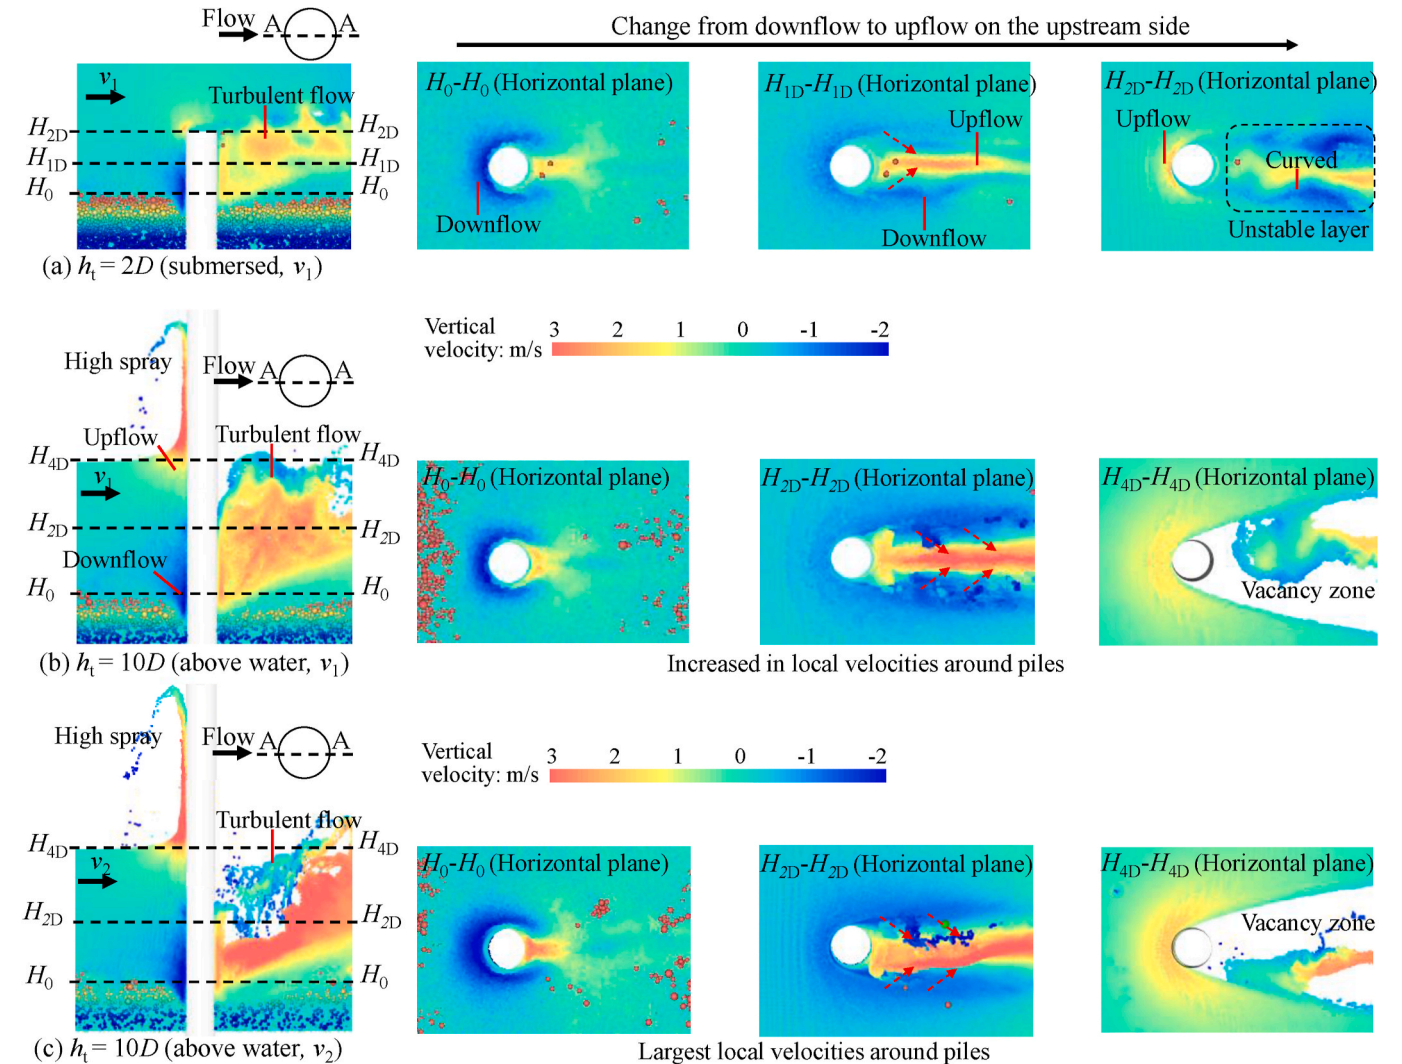 Flow A A
Change from downflow to upflow on the upstream side
v1
Turbulent flow
H2D H2D
H1D H1D
H0 H0
H0-H0 (Horizontal plane)
Downflow
H1D-H1D (Horizontal plane)
Upflow
Downflow
H2D-H2D (Horizontal plane)
Upflow
Curved
Unstable layer
(a) ht = 2D (submersed, v1)
Vertical
velocity: m/s
3 2 1 0 -1 -2
High spray
Flow A A
Upflow
Turbulent flow
H4D H4D
v1
H2D H2D
Downflow
H0 H0
H0-H0 (Horizontal plane)
H2D-H2D (Horizontal plane)
H4D-H4D (Horizontal plane)
Vacancy zone
(b) ht = 10D (above water, v1)
Increased in local velocities around piles
High spray
Flow A A
Vertical
velocity: m/s
3 2 1 0 -1 -2
Turbulent flow
H4D H4D
v2
H2D H2D
H0 H0
H0-H0 (Horizontal plane)
H2D-H2D (Horizontal plane)
H4D-H4D (Horizontal plane)
Vacancy zone
(c) ht = 10D (above water, v2)
Largest local velocities around piles